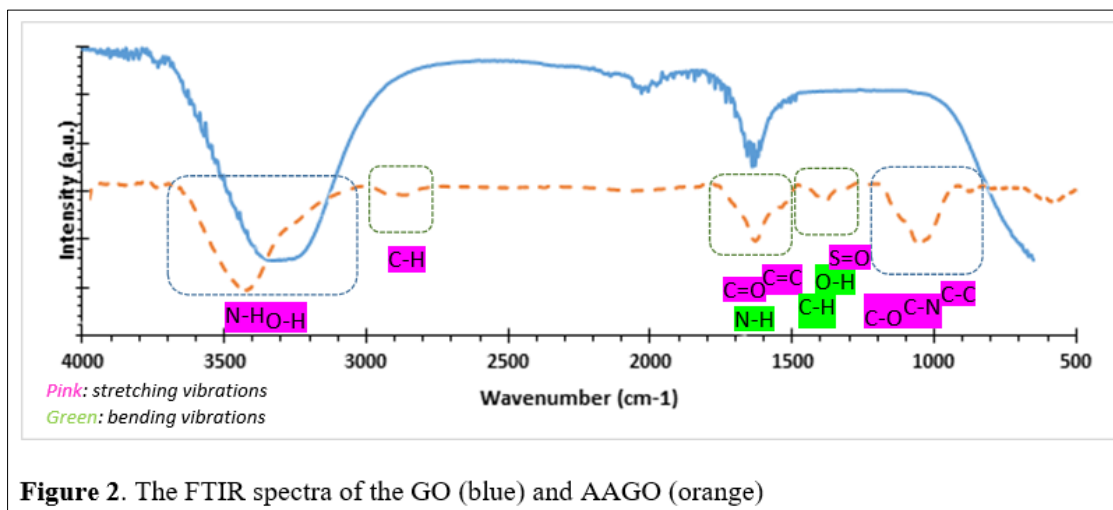 Intensity (a.u.)
C-H
S=O
C=O C=C O-H
N-H C-H C-C
N-H O-H C-O C-N
4000 3500 3000 2500 2000 1500 1000 500
Wavenumber (cm-1)
Pink: stretching vibrations
Green: bending vibrations
Figure 2. The FTIR spectra of the GO (blue) and AAGO (orange)